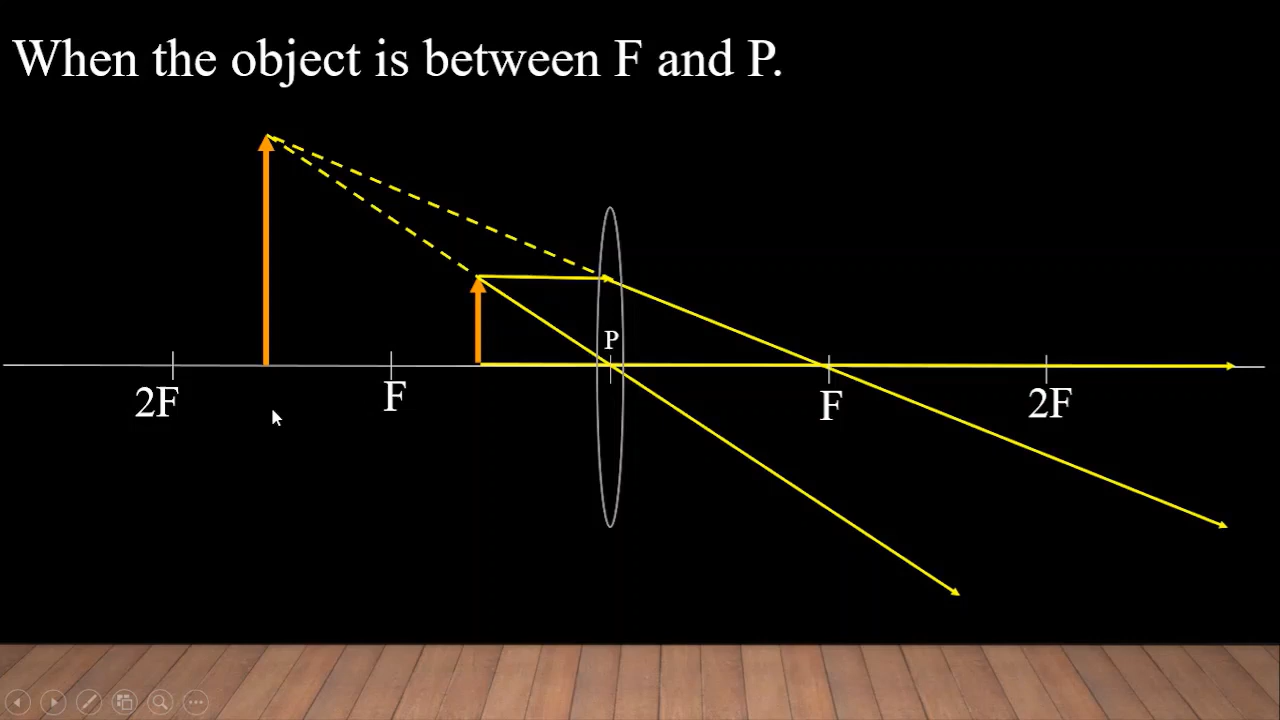 When the object is between F and P.
P
2F
F
F
2F